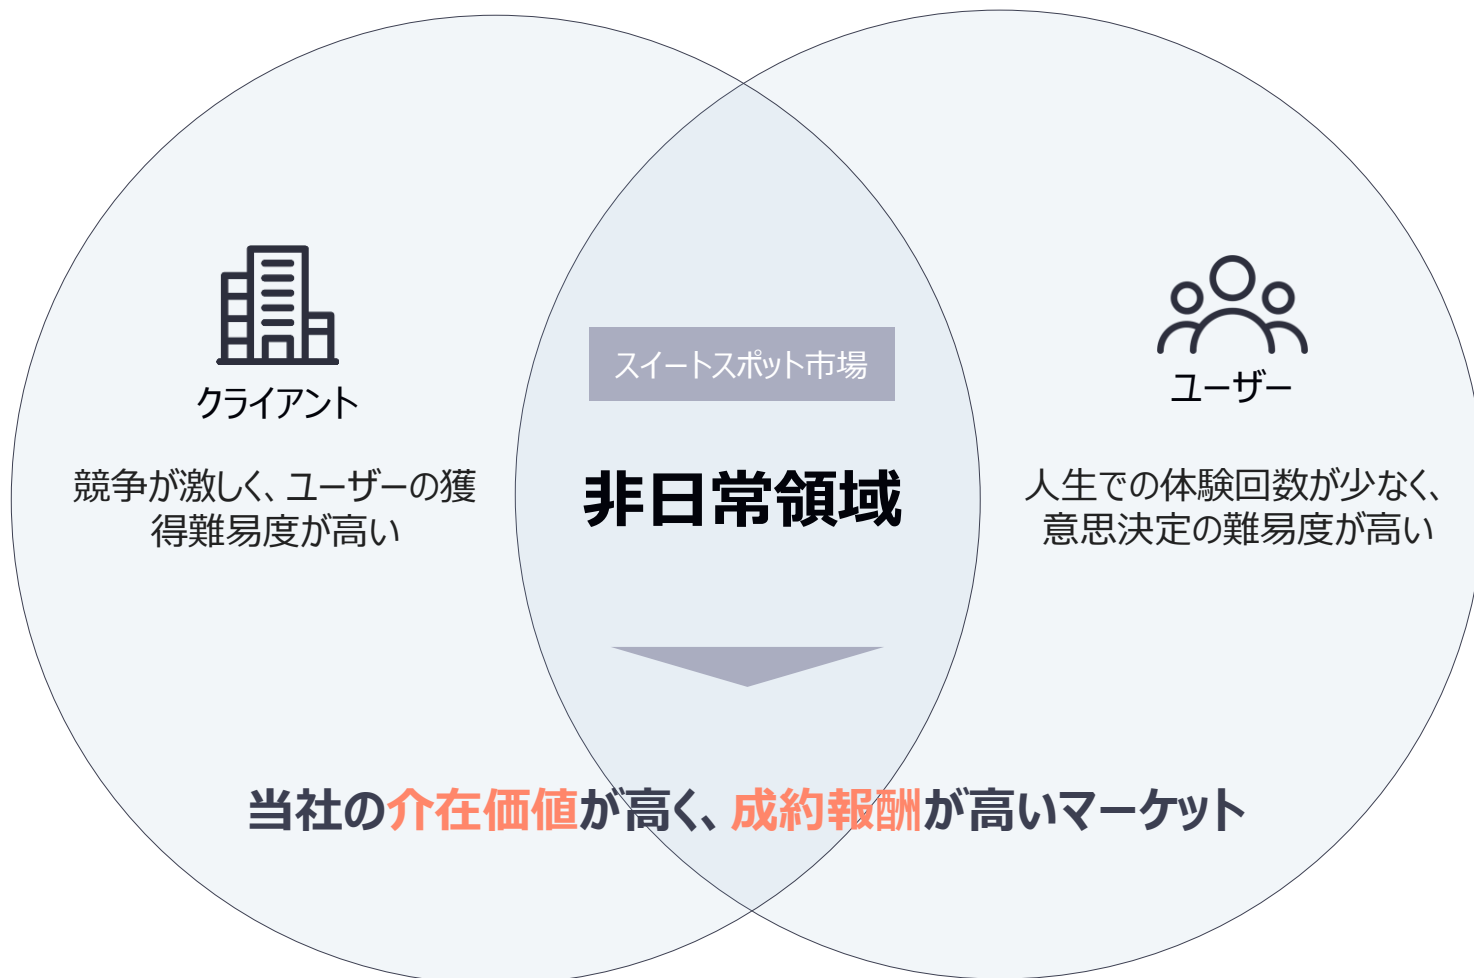 クライアント
競争が激しく、ユーザーの獲
得難易度が高い
スイートスポット市場
非日常領域
ユーザー
人生での体験回数が少なく、
意思決定の難易度が高い
当社の介在価値が高く、成約報酬が高いマーケット